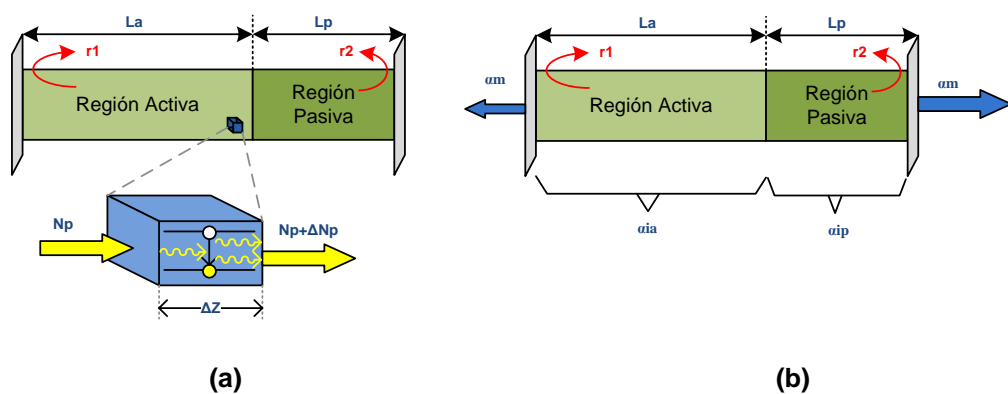 La
Lp
r1
r2
Región Activa
Región
Pasiva
Np
Np+ΔNp
ΔZ
(a)
La
Lp
αm
r1
r2
αm
Región Activa
Región
Pasiva
αia
αip
(b)